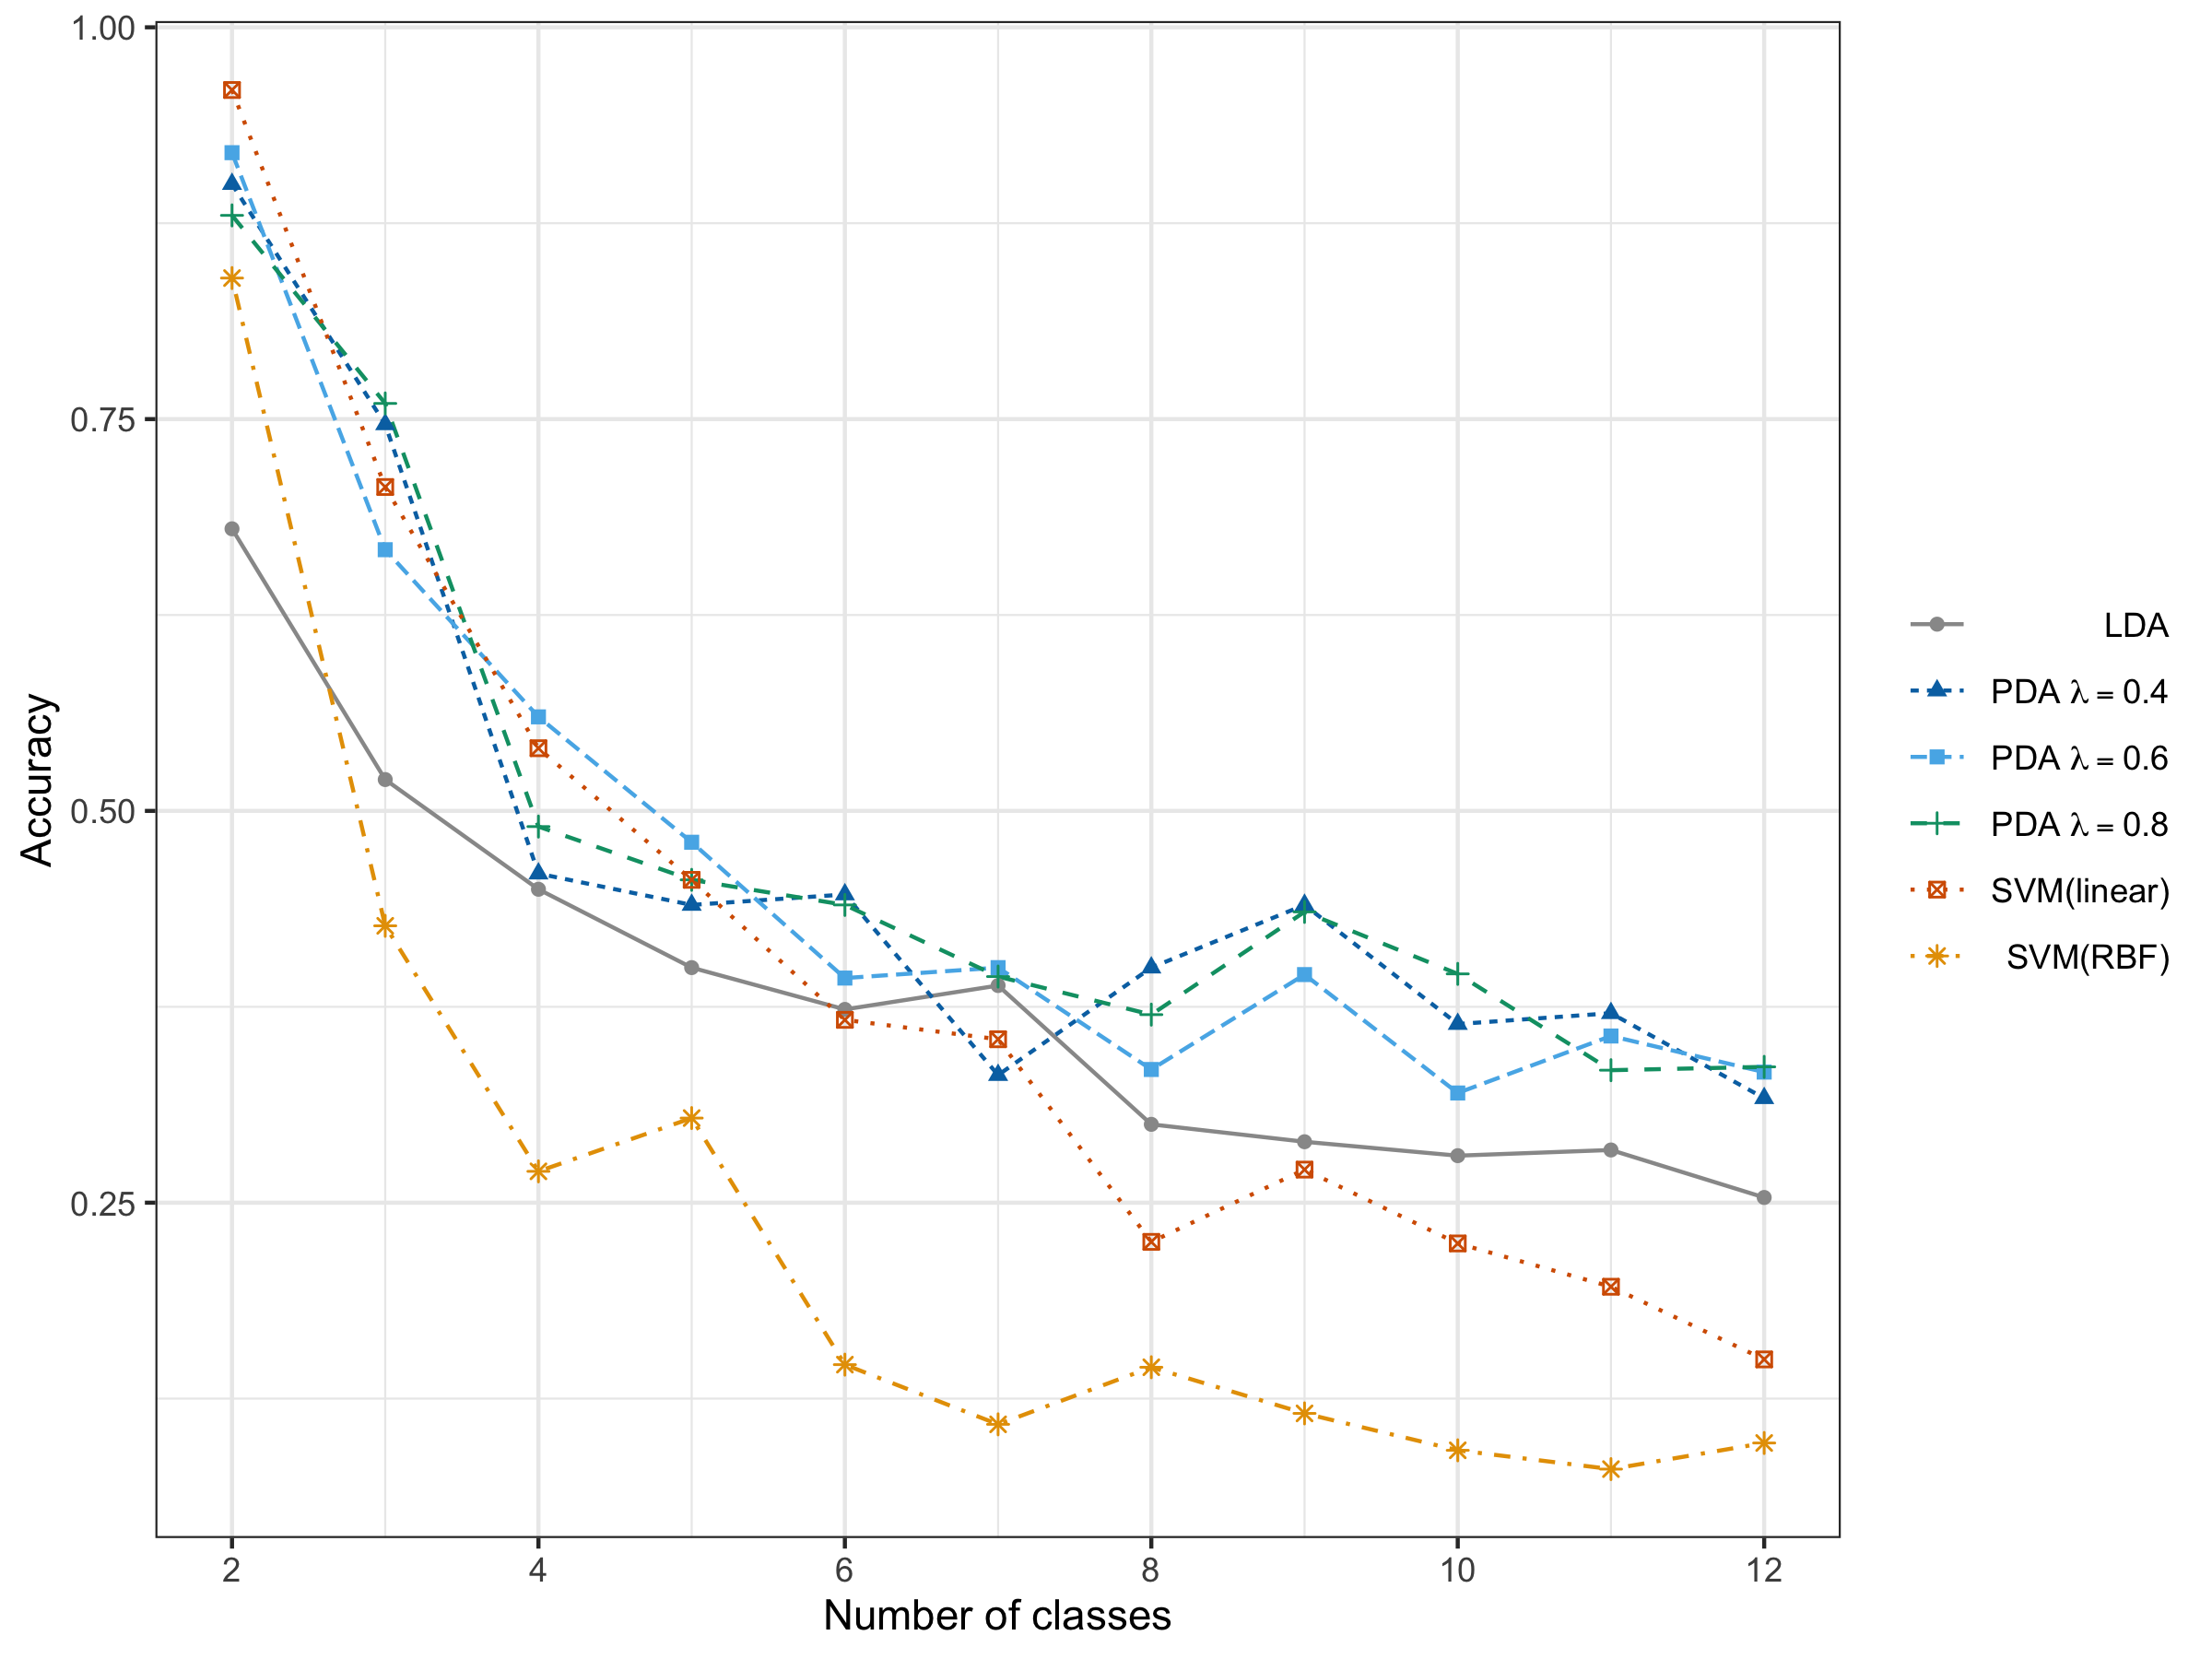 1.00
0.75
0.50
0.25
Accuracy
2 4 6 8 10 12
Number of classes
LDA
PDA λ = 0.4
PDA λ = 0.6
PDA λ = 0.8
SVM(linear)
SVM(RBF)